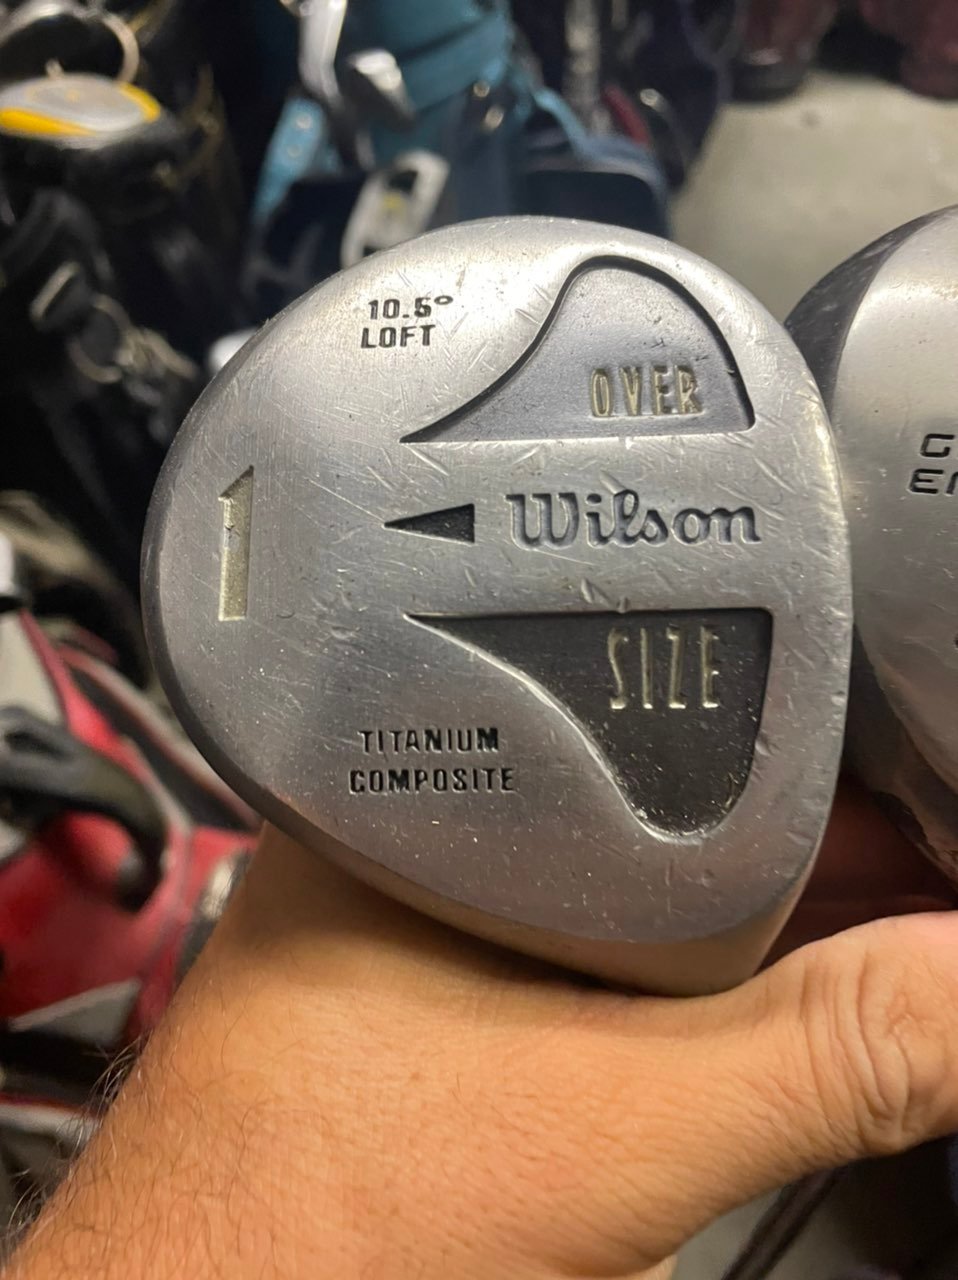 10.5°
LOFT
OVER
1
Wilson
SIZE
TITANIUM
COMPOSITE